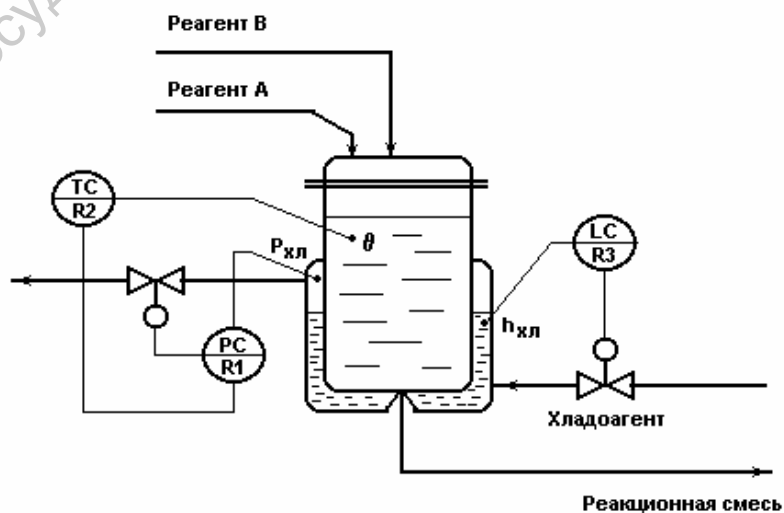 Реагент В
Реагент А
TC
R2
LC
R3
θ
Pхл
hхл
PC
R1
Хладоагент
Реакционная смесь